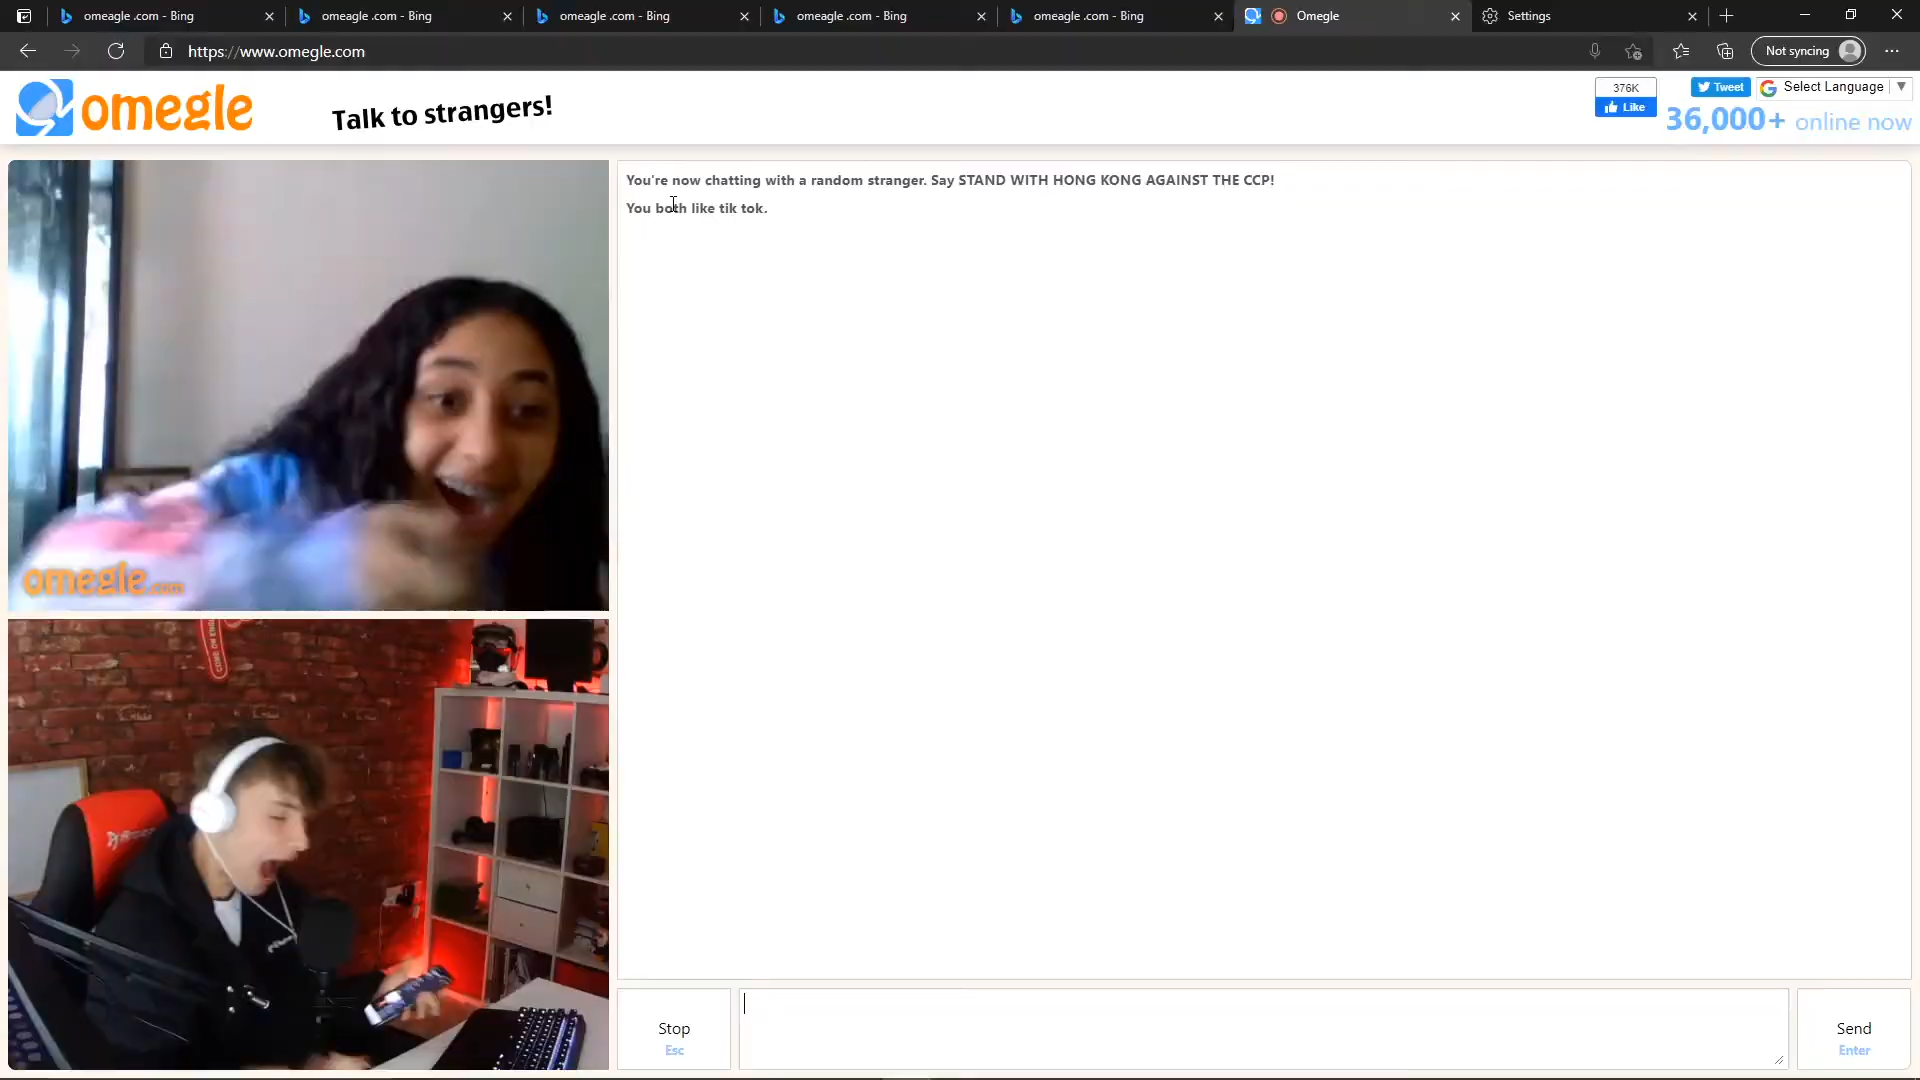 omeagle .com - Bing
omeagle .com - Bing
omeagle .com - Bing
omeagle .com - Bing
omeagle .com - Bing
Omegle
Settings
https://www.omegle.com
Not syncing
omegle
Talk to strangers!
376K
Like
Tweet
Select Language
36,000+ online now
You're now chatting with a random stranger. Say STAND WITH HONG KONG AGAINST THE CCP!
You both like tik tok.
omegle.com
COME ON ENG
Stop
Esc
Send
Enter